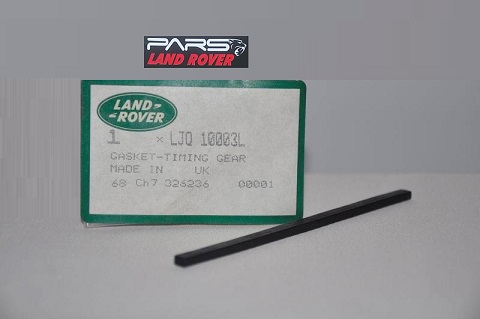 PARS
LAND ROVER
LAND-
-ROVER
1 × LJQ 10003L
GASKET-TIMING GEAR
MADE IN UK
68 Ch7 326236 00001